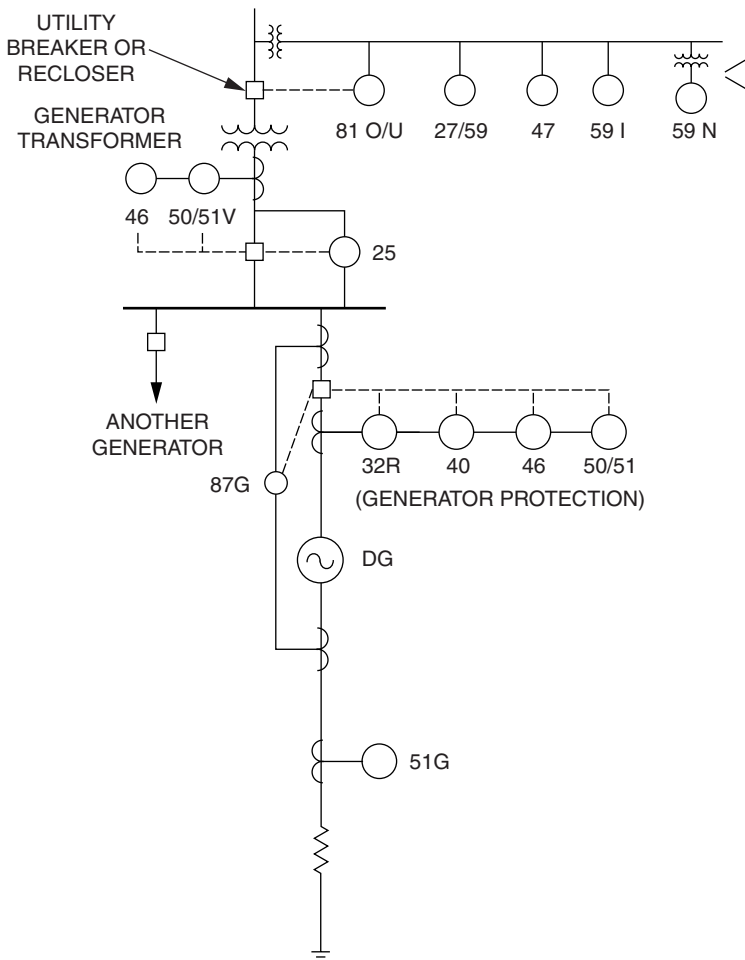 UTILITY
BREAKER OR
RECLOSER
81 O/U
27/59
47
59 I
59 N
GENERATOR
TRANSFORMER
46
50/51V
25
ANOTHER
GENERATOR
32R
40
46
50/51
87G
(GENERATOR PROTECTION)
DG
51G